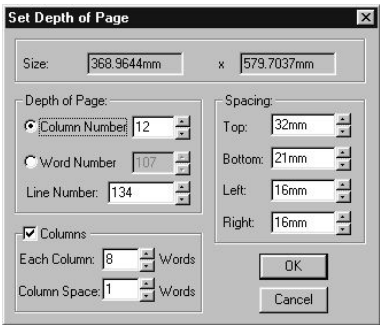 Set Depth of Page
Size: 368.9644mm x 579.7037mm
Depth of Page:
Column Number 12
Word Number 107
Line Number: 134
Columns
Each Column: 8 Words
Column Space: 1 Words
Spacing:
Top: 32mm
Bottom: 21mm
Left: 16mm
Right: 16mm
OK
Cancel